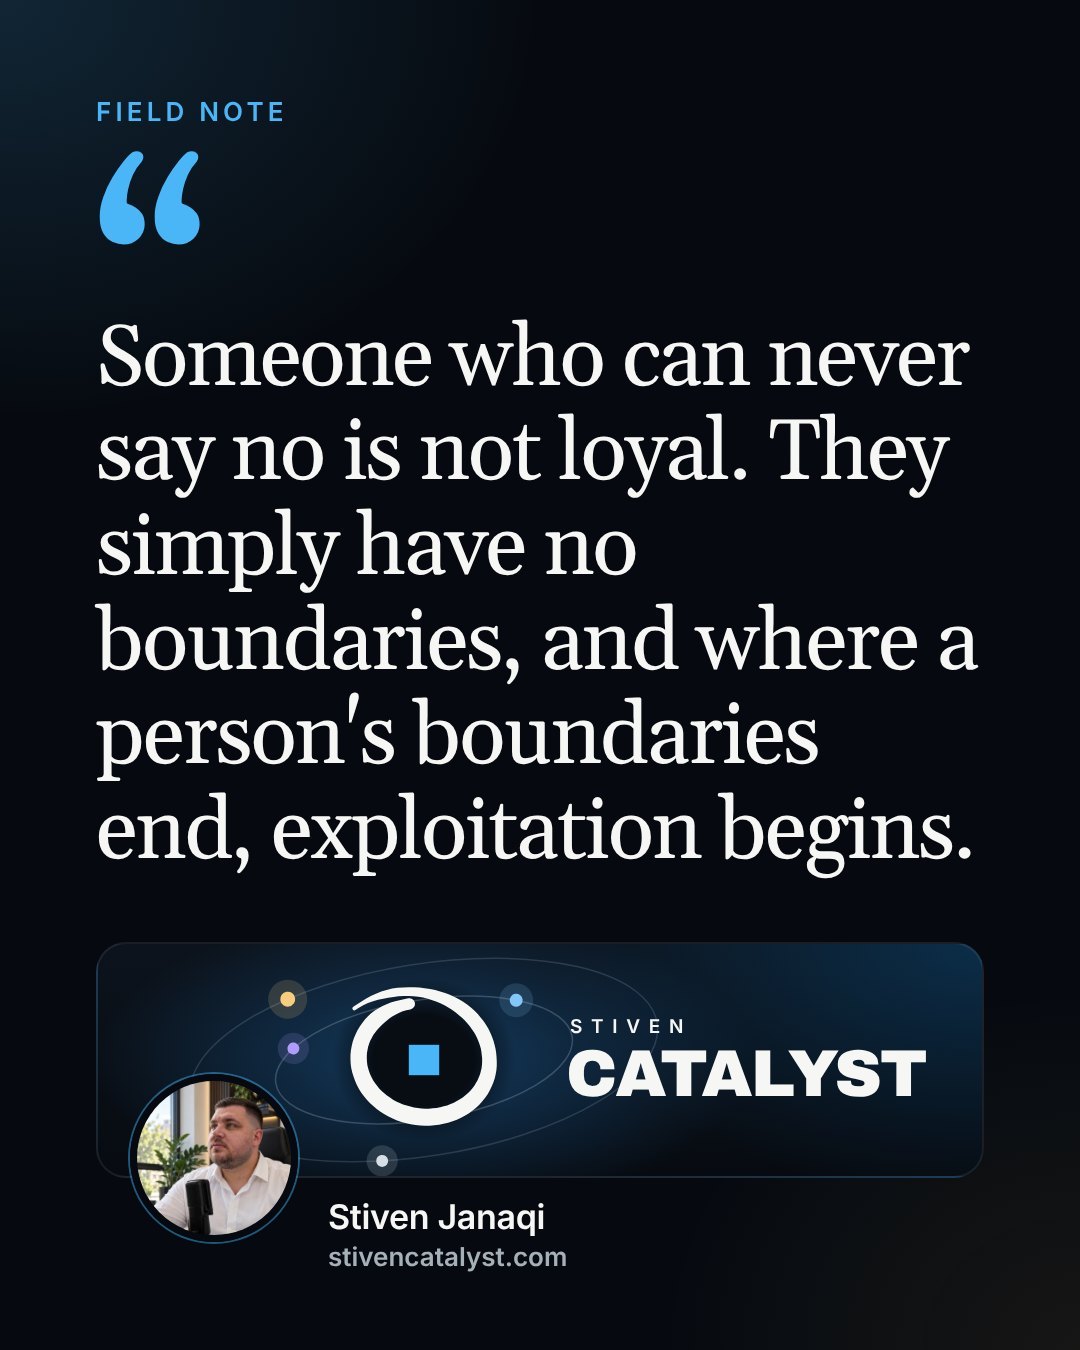 FIELD NOTE
“
Someone who can never
say no is not loyal. They
simply have no
boundaries, and where a
person's boundaries
end, exploitation begins.
STIVEN
CATALYST
Stiven Janaqi
stivencatalyst.com